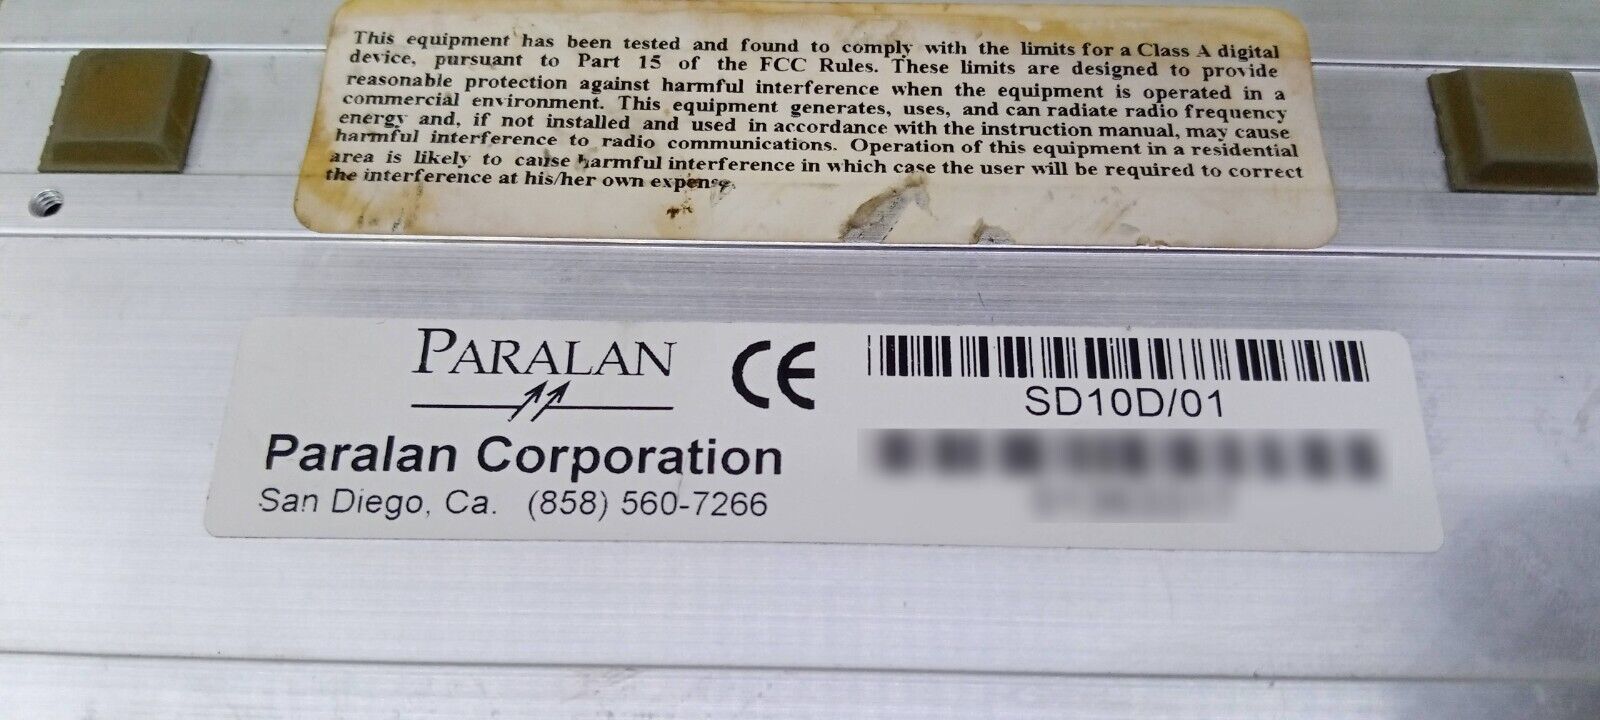 This equipment has been tested and found to comply with the limits for a Class A digital
device, pursuant to Part 15 of the FCC Rules. These limits are designed to provide
reasonable protection against harmful interference when the equipment is operated in a
commercial environment. This equipment generates, uses, and can radiate radio frequency
energy and, if not installed and used in accordance with the instruction manual, may cause
harmful interference to radio communications. Operation of this equipment in a residential
area is likely to cause harmful interference in which case the user will be required to correct
the interference at his/her own expense.
PARALAN
CE
SD10D/01
Paralan Corporation
San Diego, Ca. (858) 560-7266